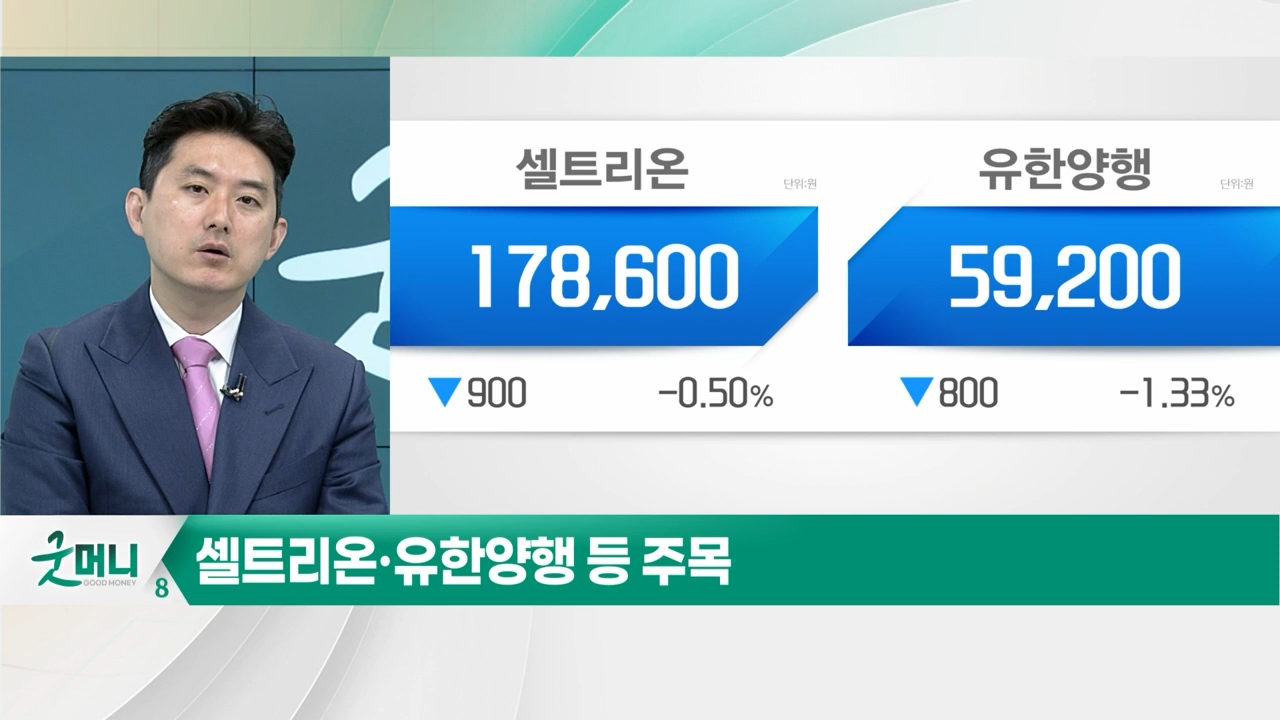 셀트리온
단위:원
178,600
▼900 -0.50%
유한양행
단위:원
59,200
▼800 -1.33%
굿머니
GOOD MONEY
8
셀트리온·유한양행 등 주목